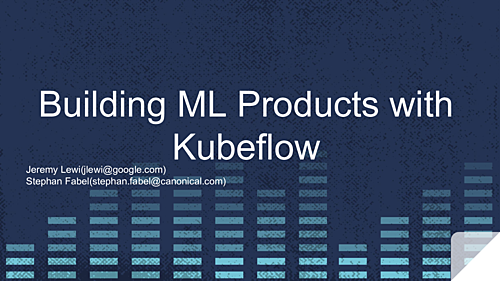 Building ML Products with
Kubeflow
Jeremy Lewi(jlewi@google.com)
Stephan Fabel(stephan.fabel@canonical.com)